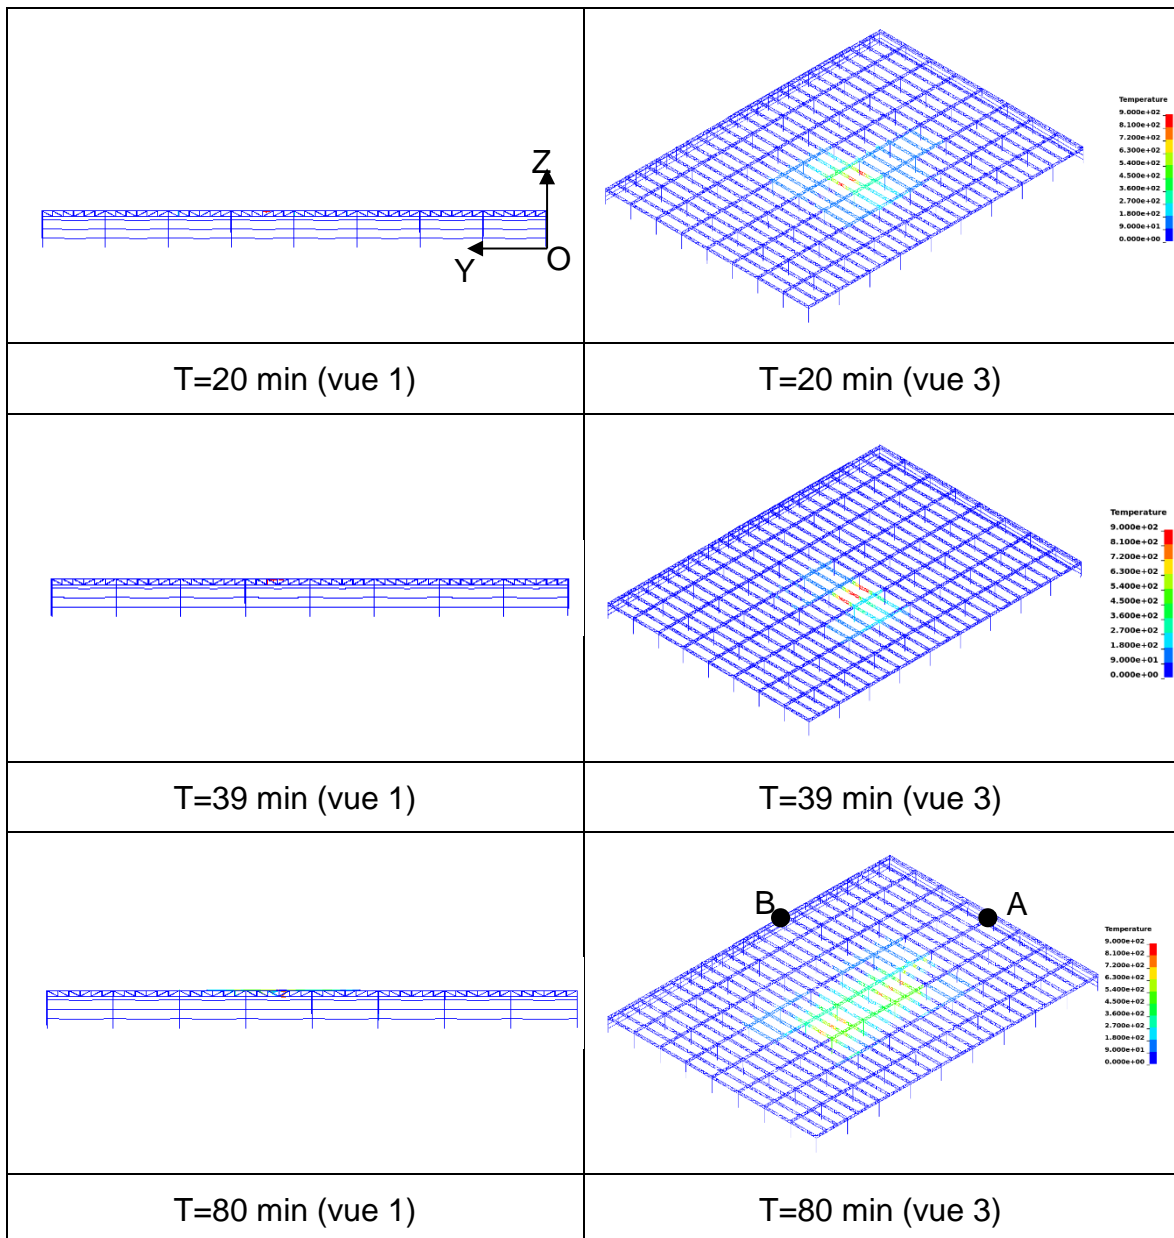 Z
Y
O
Temperature
9.000e+02
8.100e+02
7.200e+02
6.300e+02
5.400e+02
4.500e+02
3.600e+02
2.700e+02
1.800e+02
9.000e+01
0.000e+00
T=20 min (vue 1)
T=20 min (vue 3)
Temperature
9.000e+02
8.100e+02
7.200e+02
6.300e+02
5.400e+02
4.500e+02
3.600e+02
2.700e+02
1.800e+02
9.000e+01
0.000e+00
T=39 min (vue 1)
T=39 min (vue 3)
B
A
Temperature
9.000e+02
8.100e+02
7.200e+02
6.300e+02
5.400e+02
4.500e+02
3.600e+02
2.700e+02
1.800e+02
9.000e+01
0.000e+00
T=80 min (vue 1)
T=80 min (vue 3)